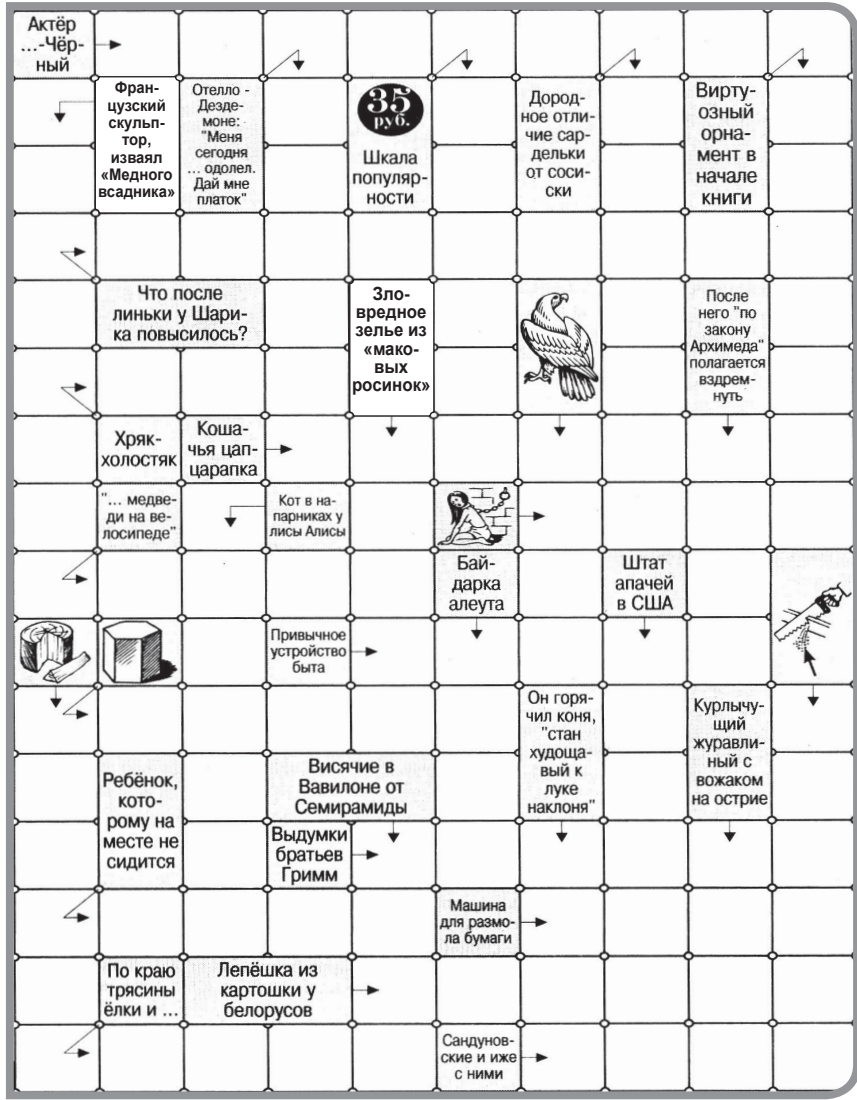 Актёр
...-Чёр-
ный
Фран-
цузский
скульп-
тор,
изваял
«Медного
всадника»
Отелло -
Дезде-
моне:
"Меня
сегодня
... одолел.
Дай мне
платок"
35
руб.
Шкала
популяр-
ности
Дород-
ное отли-
чие сар-
дельки
от соси-
ски
Вирту-
озный
орна-
мент в
начале
книги
Что после
линьки у Шари-
ка повысилось?
Зло-
вредное
зелье из
«мако-
вых
росинок»
После
него "по
закону
Архимеда"
полагается
вздрем-
нуть
Хряк-
холостяк
Коша-
чья цап-
царапка
"... медве-
ди на ве-
лосипеде"
Кот в на-
парниках у
лисы Алисы
Бай-
дарка
алеута
Штат
апачей
в США
Привычное
устройство
быта
Он горя-
чил коня,
"стан
худоща-
вый к
луке
наклоня"
Курлычу-
щий
журавли-
ный с
вожаком
на острие
Ребёнок,
кото-
рому на
месте не
сидится
Висячие в
Вавилоне от
Семирамиды
Выдумки
братьев
Гримм
Машина
для размо-
ла бумаги
По краю
трясины
ёлки и ...
Лепёшка из
картошки у
белорусов
Сандунов-
ские и иже
с ними